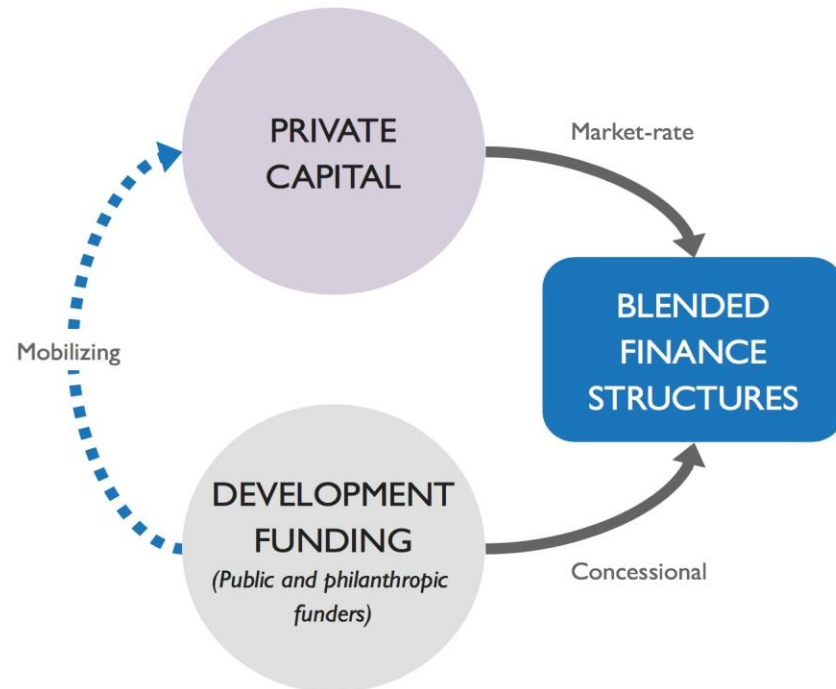 PRIVATE
CAPITAL
Market-rate
BLENDED
FINANCE
STRUCTURES
Mobilizing
DEVELOPMENT
FUNDING
(Public and philanthropic
funders)
Concessional